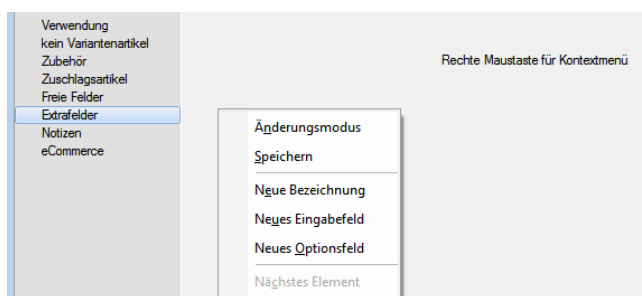 Verwendung
kein Variantenartikel
Zubehör
Zuschlagsartikel
Freie Felder
Extrafelder
Notizen
eCommerce
Rechte Maustaste für Kontextmenü
Änderungsmodus
Speichern
Neue Bezeichnung
Neues Eingabefeld
Neues Optionsfeld
Nächstes Element